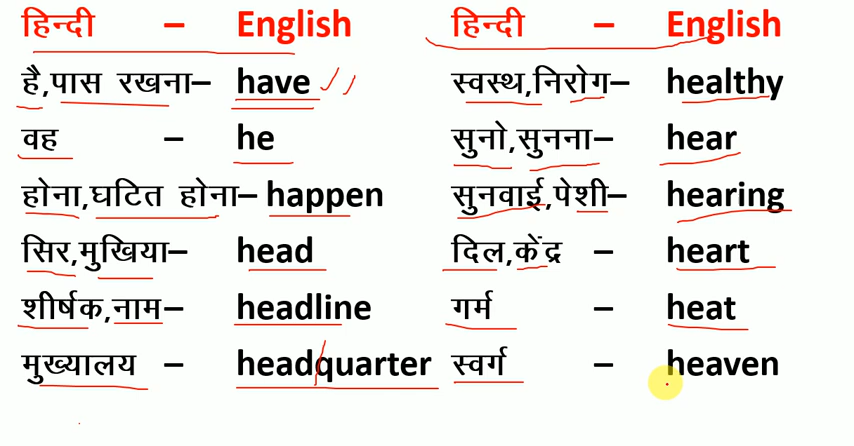 हिन्दी – English हिन्दी – English
है,पास रखना– have स्वस्थ,निरोग– healthy
वह – he सुनो,सुनना– hear
होना,घटित होना– happen सुनवाई,पेशी– hearing
सिर,मुखिया– head दिल,केंद्र – heart
शीर्षक,नाम– headline गर्म – heat
मुख्यालय – headquarter स्वर्ग – heaven